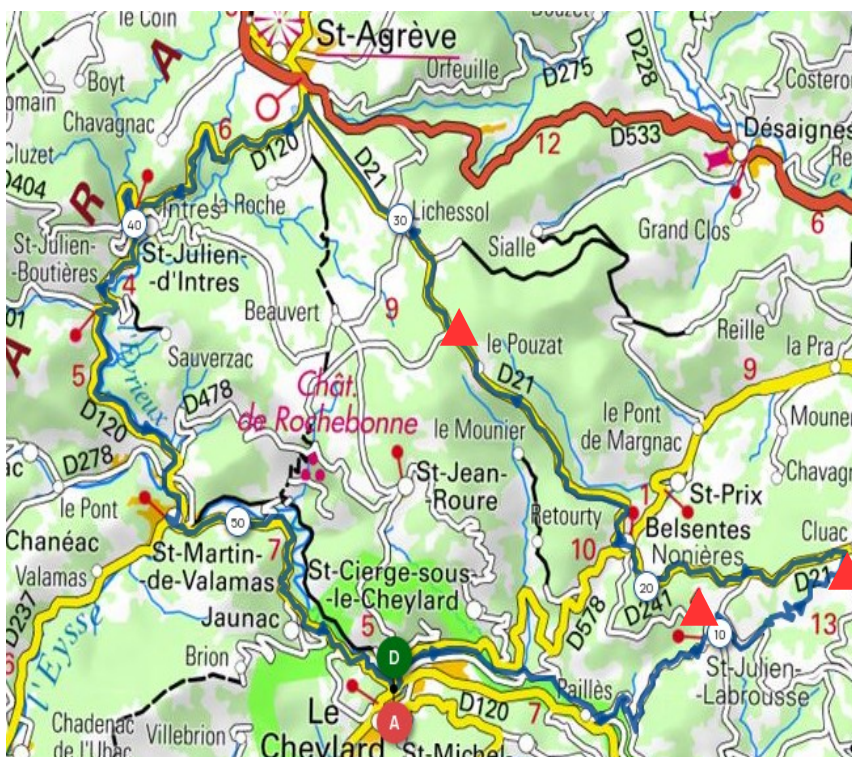 le Coin
St-Agrève
Boyt
Chavagnac
Cluzet
D404
A
R
A
6
D120
Orfeuille
D275
D228
12
D533
Désaignes
Grand Clos
6
Intres
la Roche
40
St-Julien-
-Boutières
St-Julien-
-d'Intres
4
D21
30
Lichessol
Sialle
9
Beauvert
le Pouzat
Reille
la Pra
9
Sauverzac
l'Eyrieux
5
D120
D478
D278
Chât.
de Rochebonne
D21
le Mounier
le Pont
de Margnac
le Pont
Chanéac
Valamas
50
St-Martin-
-de-Valamas
7
St-Jean-
Roure
Retourty
1
St-Prix
Belsentes
Nonières
10
Cluac
D21
20
D241
D578
13
10
St-Julien-
-Labrousse
St-Cierge-sous-
-le-Cheylard
5
Jaunac
Brion
D237
l'Eysse
D
A
Le
Cheylard
D120
7
Paillès
St-Michel-
Chadenac
de l'Ubac
Villebrion